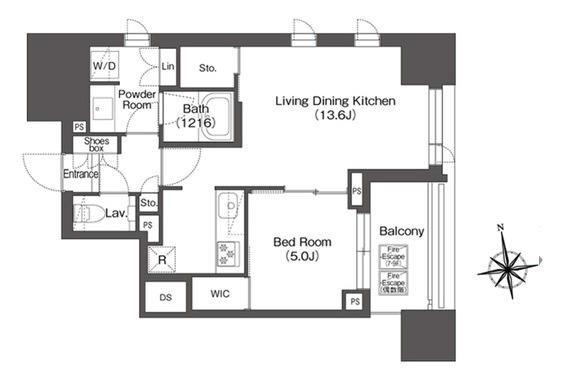 W/D
Lin
Sto.
Powder
Room
Bath
(1216)
Living Dining Kitchen
(13.6J)
PS
Shoes
box
Entrance
Lav.
Sto.
PS
PS
R
Bed Room
(5.0J)
Balcony
Fire
Escape
(7-9F)
Fire
Escape
(偶数階)
DS
WIC
PS
N